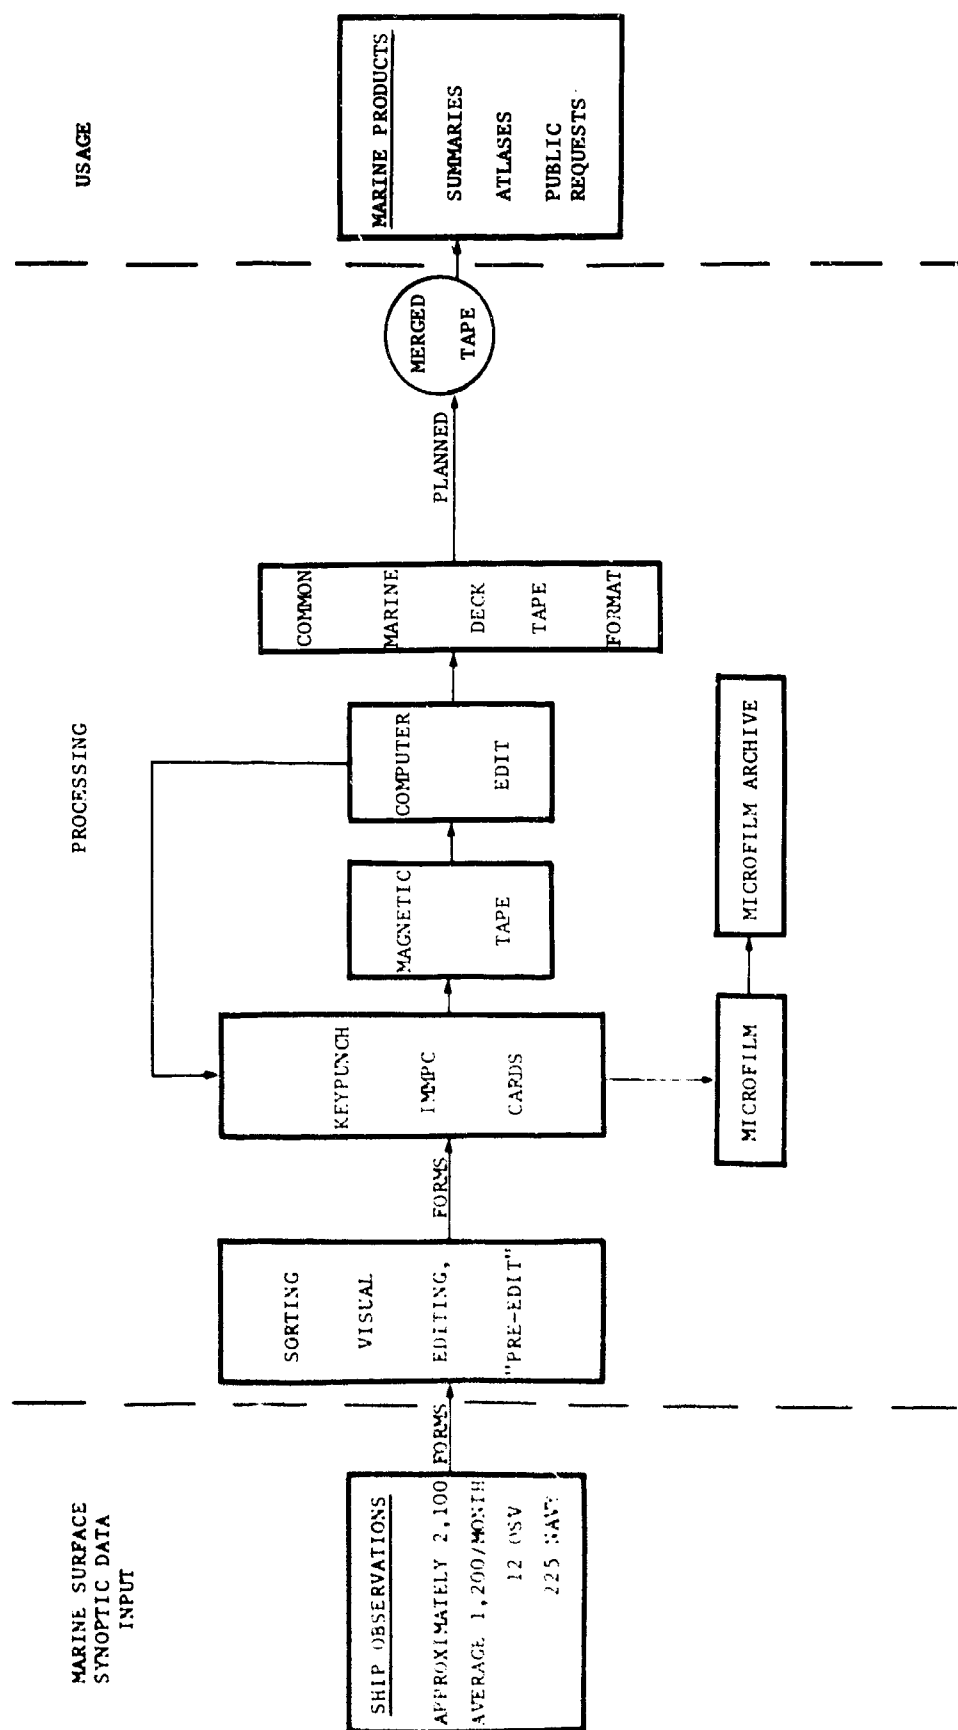 MARINE SURFACE
SYNOPTIC DATA
INPUT
SHIP OBSERVATIONS
APPROXIMATELY 2,100
AVERAGE 1,200/MONTH
12 OSV
225 NAVY
FORMS
PROCESSING
SORTING
VISUAL
EDITING,
"PRE-EDIT"
FORMS
KEYPUNCH
IMMPC
CARDS
MICROFILM
MICROFILM ARCHIVE
MAGNETIC
TAPE
COMPUTER
EDIT
COMMON
MARINE
DECK
TAPE
FORMAT
PLANNED
MERGED
TAPE
USAGE
MARINE PRODUCTS
SUMMARIES
ATLASES
PUBLIC
REQUESTS